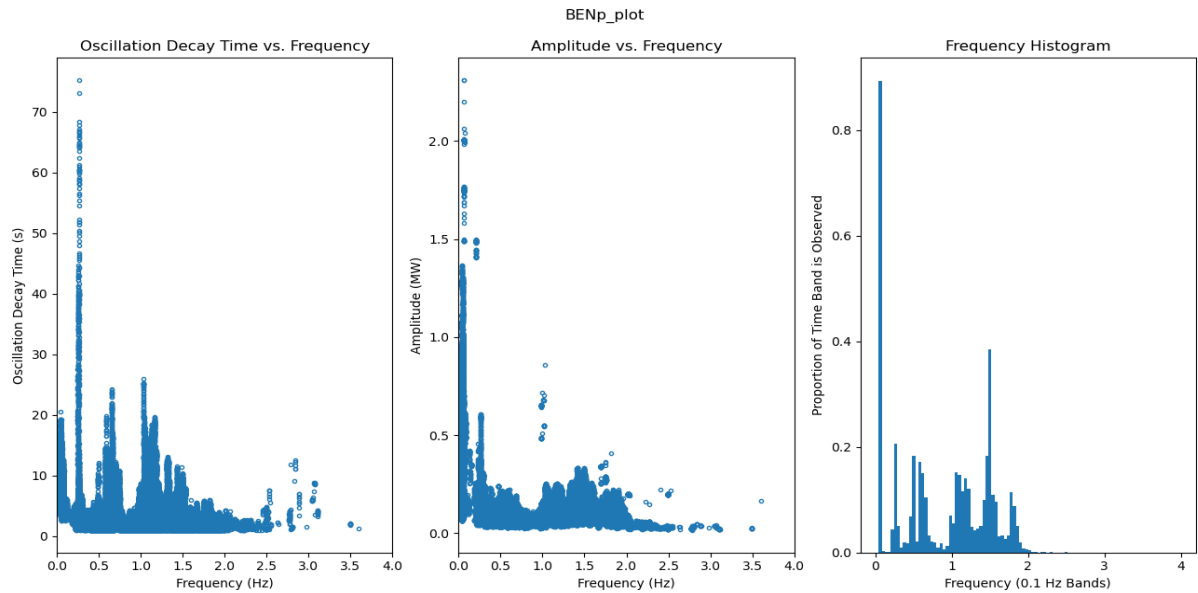 BENp_plot
Oscillation Decay Time vs. Frequency
Oscillation Decay Time (s)
70
60
50
40
30
20
10
0
0.0 0.5 1.0 1.5 2.0 2.5 3.0 3.5 4.0
Frequency (Hz)
Amplitude vs. Frequency
Amplitude (MW)
2.0
1.5
1.0
0.5
0.0
0.0 0.5 1.0 1.5 2.0 2.5 3.0 3.5 4.0
Frequency (Hz)
Frequency Histogram
Proportion of Time Band is Observed
0.8
0.6
0.4
0.2
0.0
0 1 2 3 4
Frequency (0.1 Hz Bands)